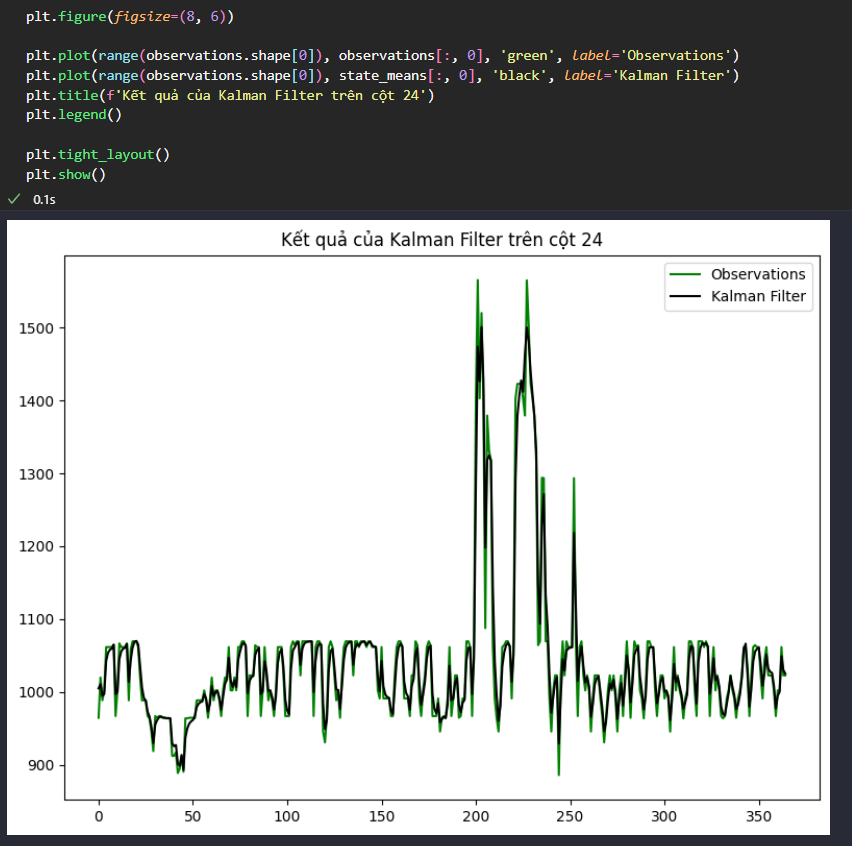 plt.figure(figsize=(8, 6))
plt.plot(range(observations.shape[0]), observations[:, 0], 'green', label='Observations')
plt.plot(range(observations.shape[0]), state_means[:, 0], 'black', label='Kalman Filter')
plt.title(f'Kết quả của Kalman Filter trên cột 24')
plt.legend()
plt.tight_layout()
plt.show()
0.1s
Kết quả của Kalman Filter trên cột 24
Observations
Kalman Filter
1500
1400
1300
1200
1100
1000
900
0 50 100 150 200 250 300 350